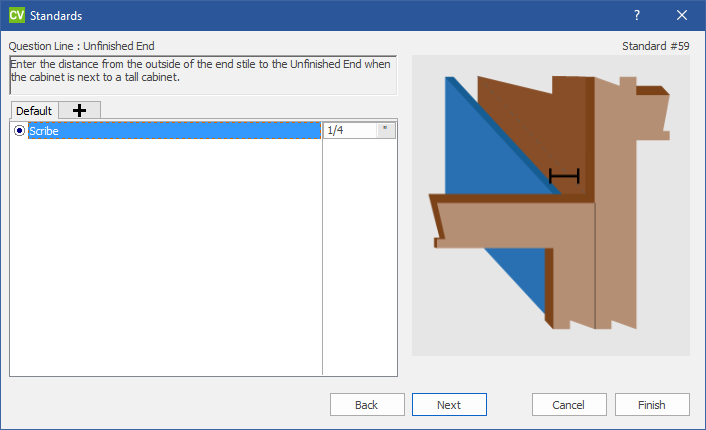 CV Standards ?
Question Line : Unfinished End Standard #59
Enter the distance from the outside of the end stile to the Unfinished End when
the cabinet is next to a tall cabinet.
Default
Scribe 1/4 "
Back Next Cancel Finish